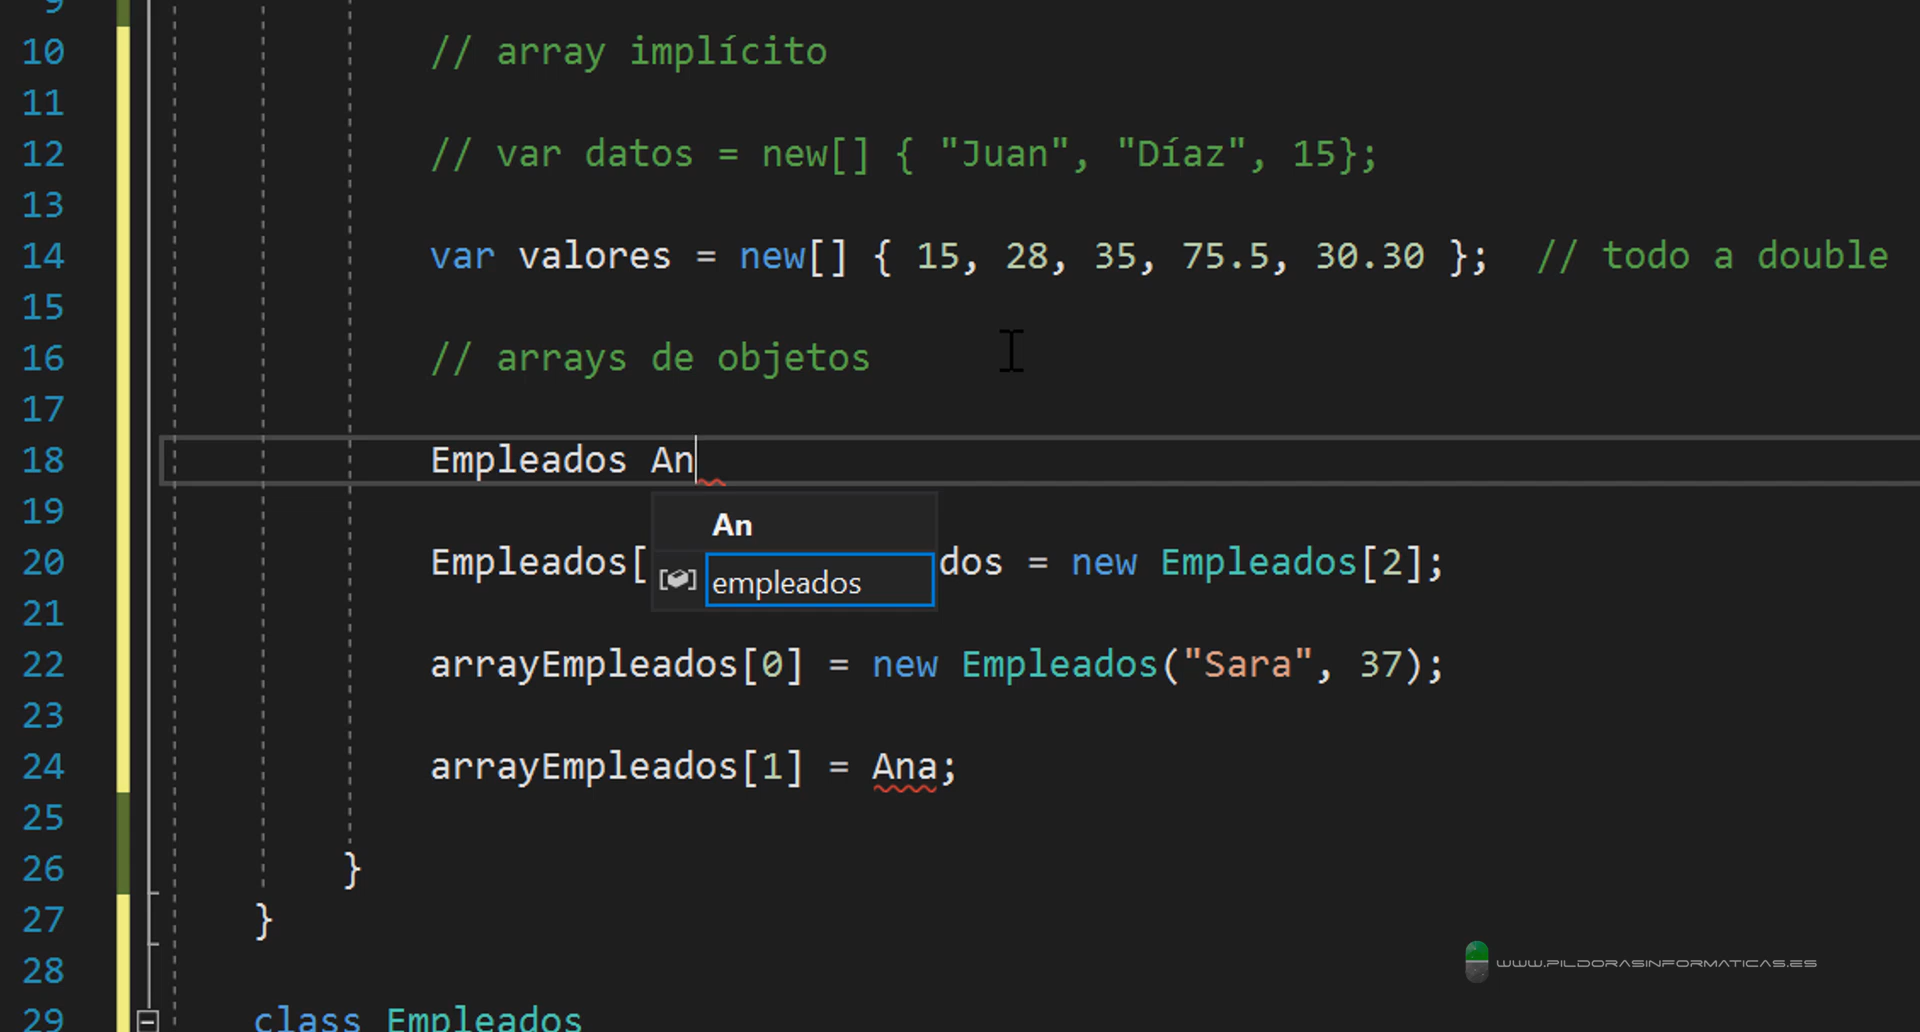 9
10 // array implícito
11
12 // var datos = new[] { "Juan", "Díaz", 15};
13
14 var valores = new[] { 15, 28, 35, 75.5, 30.30 }; // todo a double
15
16 // arrays de objetos
17
18 Empleados An
19
An
20 Empleados[ dos = new Empleados[2];
empleados
21
22 arrayEmpleados[0] = new Empleados("Sara", 37);
23
24 arrayEmpleados[1] = Ana;
25
26 }
27 }
28
WWW.PILDORASINFORMATICAS.ES
29 class Empleados